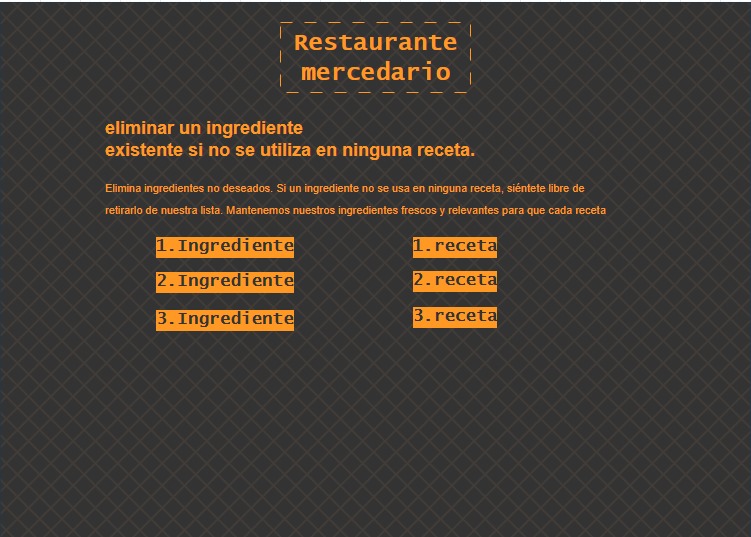 Restaurante
mercedario
eliminar un ingrediente
existente si no se utiliza en ninguna receta.
Elimina ingredientes no deseados. Si un ingrediente no se usa en ninguna receta, siéntete libre de
retirarlo de nuestra lista. Mantenemos nuestros ingredientes frescos y relevantes para que cada receta
1.Ingrediente
1.receta
2.Ingrediente
2.receta
3.Ingrediente
3.receta